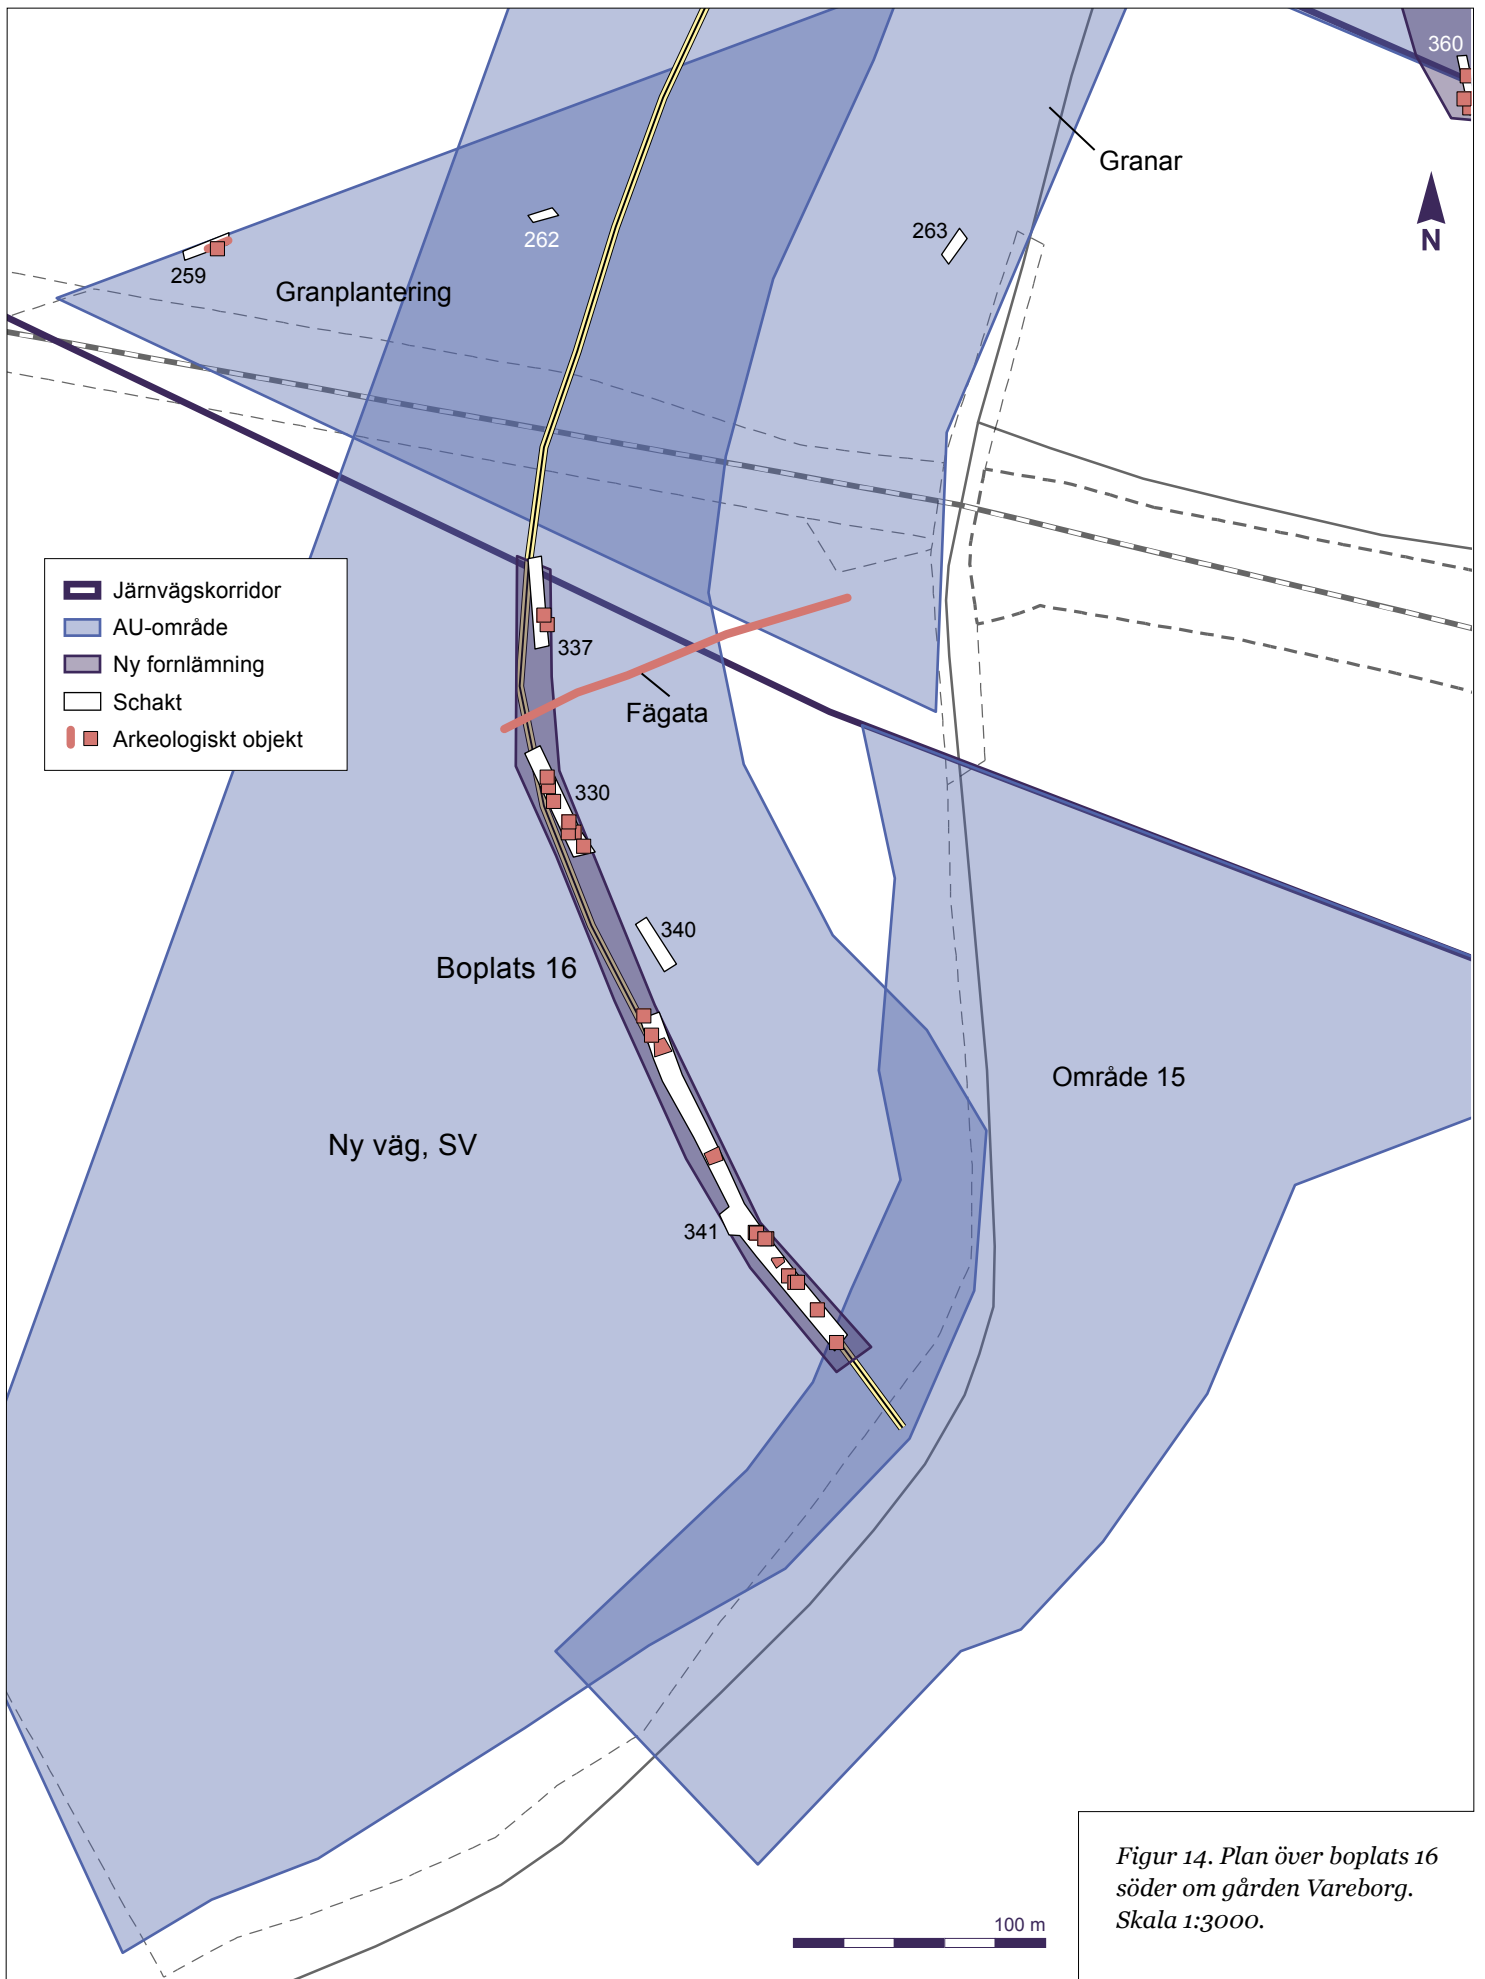 360
Granar
N
262
263
259
Granplantering
Järnvägskorridor
AU-område
Ny fornlämning
Schakt
Arkeologiskt objekt
337
Fägata
330
340
Boplats 16
Område 15
Ny väg, SV
341
100 m
Figur 14. Plan över boplats 16
söder om gården Vareborg.
Skala 1:3000.